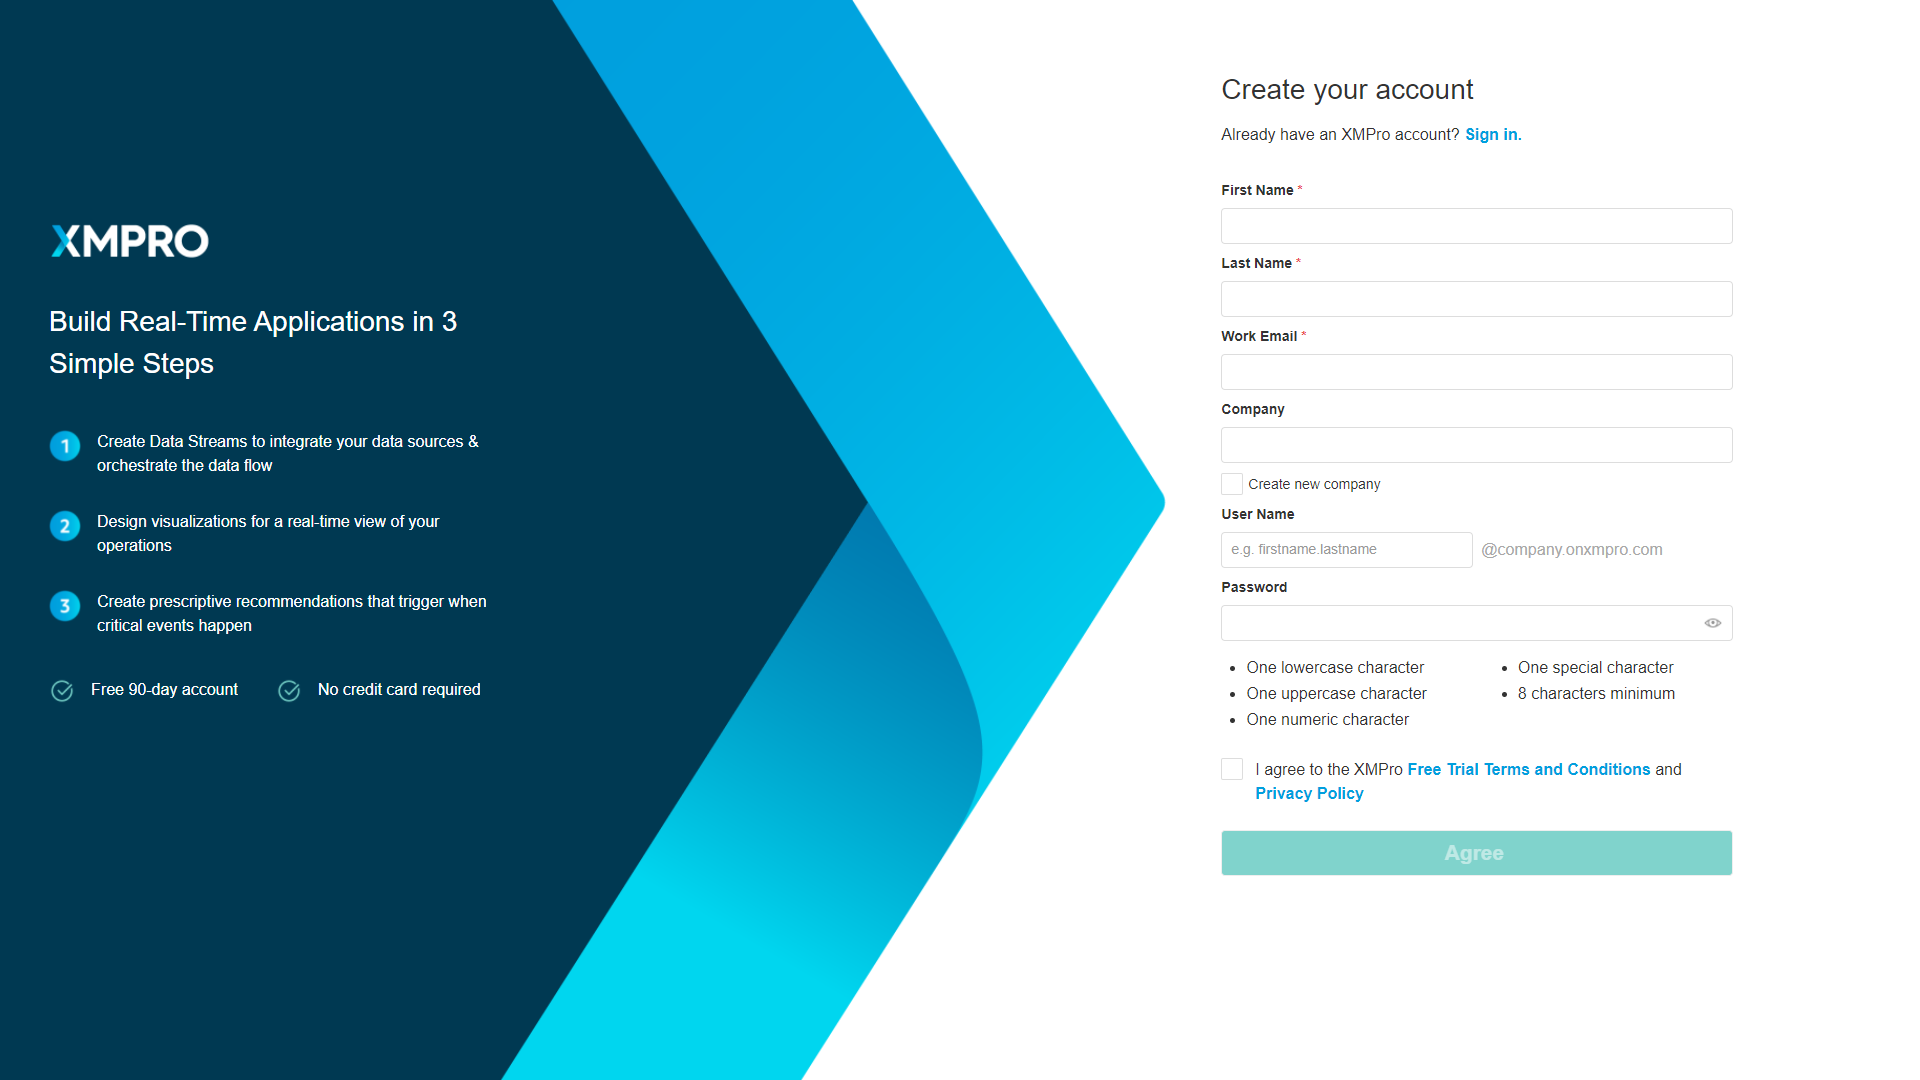 XMPRO
Build Real-Time Applications in 3
Simple Steps
1 Create Data Streams to integrate your data sources &
orchestrate the data flow
2 Design visualizations for a real-time view of your
operations
3 Create prescriptive recommendations that trigger when
critical events happen
Free 90-day account No credit card required
Create your account
Already have an XMPro account? Sign in.
First Name *
Last Name *
Work Email *
Company
Create new company
User Name
e.g. firstname.lastname @company.onxmpro.com
Password
• One lowercase character
• One uppercase character
• One numeric character
• One special character
• 8 characters minimum
I agree to the XMPro Free Trial Terms and Conditions and
Privacy Policy
Agree